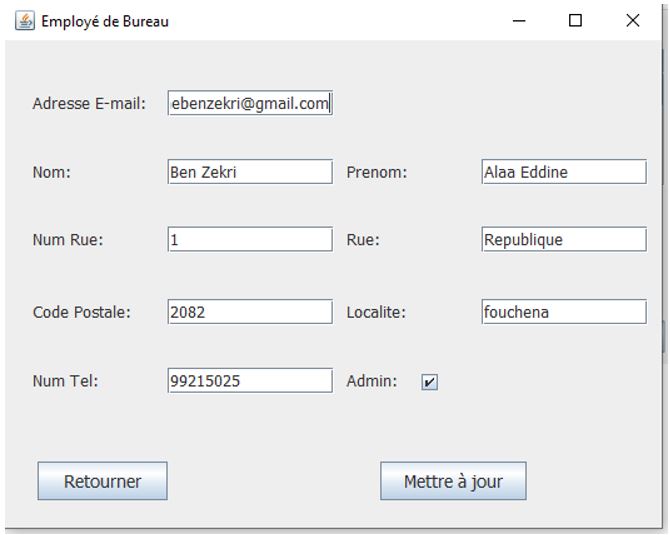 Employé de Bureau
Adresse E-mail: ebenzekri@gmail.com
Nom: Ben Zekri Prenom: Alaa Eddine
Num Rue: 1 Rue: Republique
Code Postale: 2082 Localite: fouchena
Num Tel: 99215025 Admin:
Retourner Mettre à jour